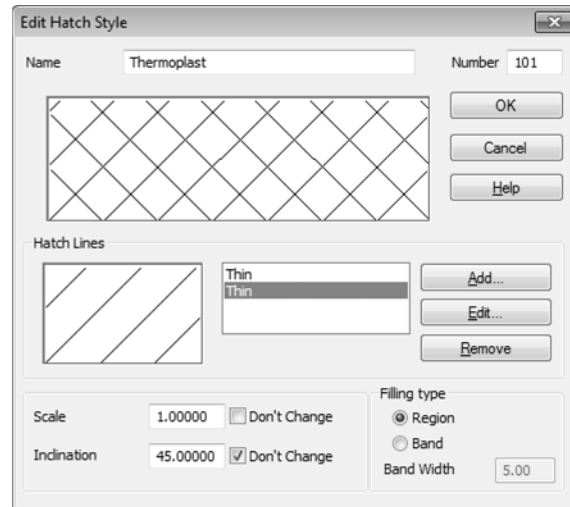 Edit Hatch Style
Name Thermoplast Number 101
OK
Cancel
Help
Hatch Lines
Thin
Thin
Add...
Edit...
Remove
Scale 1.00000 Don't Change
Inclination 45.00000 Don't Change
Filling type
Region
Band
Band Width 5.00